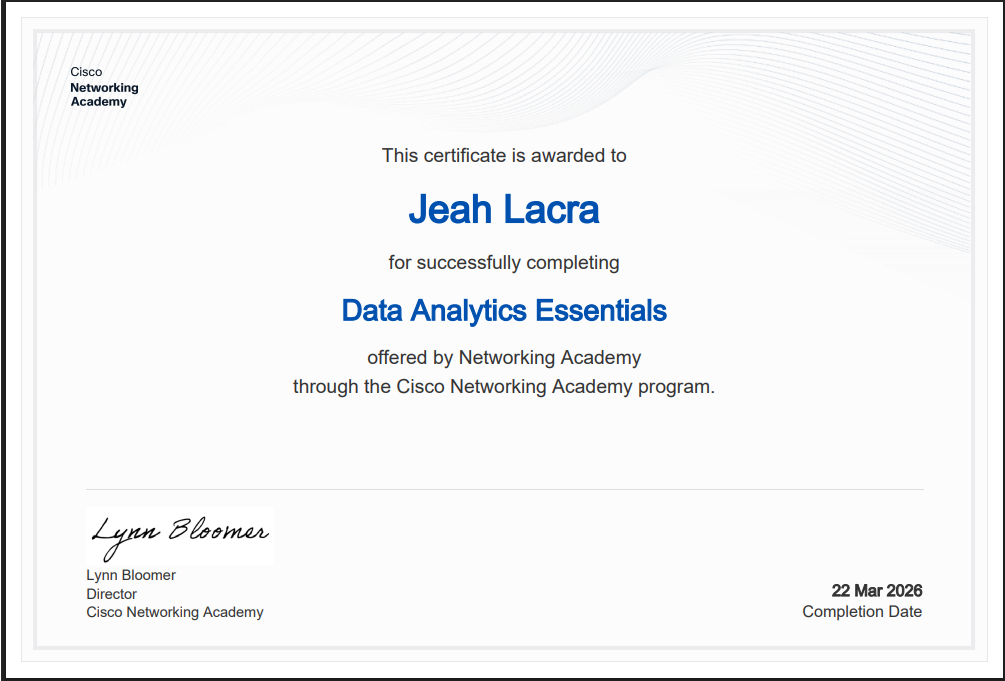 Cisco
Networking
Academy
This certificate is awarded to
Jeah Lacra
for successfully completing
Data Analytics Essentials
offered by Networking Academy
through the Cisco Networking Academy program.
Lynn Bloomer
Lynn Bloomer
Director
Cisco Networking Academy
22 Mar 2026
Completion Date